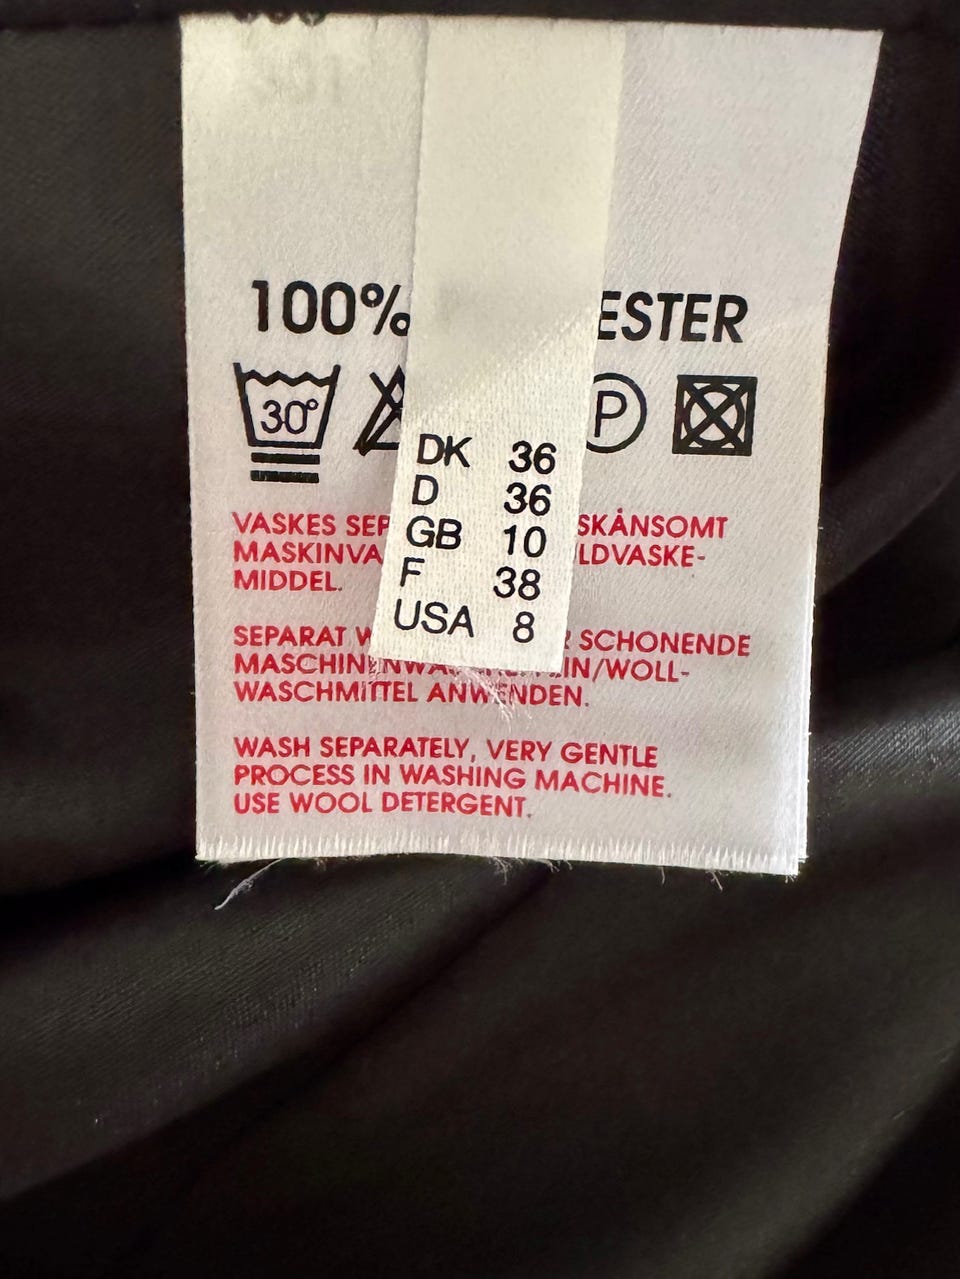 100% ESTER
30°
P
DK 36
D 36
GB 10
F 38
USA 8
VASKES SEP SKÅNSOMT
MASKINVA LDVASKE-
MIDDEL.
SEPARAT W SCHONENDE
MASCHIN IN/WOLL-
WASCHMITTEL ANWENDEN.
WASH SEPARATELY, VERY GENTLE
PROCESS IN WASHING MACHINE.
USE WOOL DETERGENT.